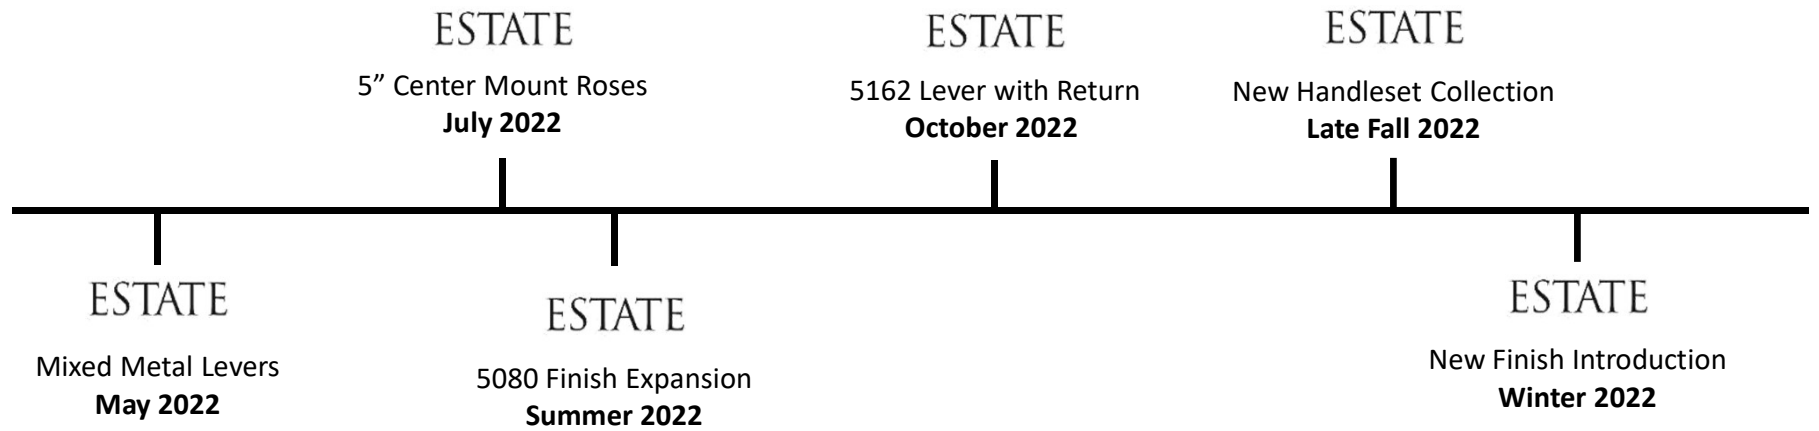 ESTATE
5” Center Mount Roses
July 2022
ESTATE
5162 Lever with Return
October 2022
ESTATE
New Handleset Collection
Late Fall 2022
ESTATE
Mixed Metal Levers
May 2022
ESTATE
5080 Finish Expansion
Summer 2022
ESTATE
New Finish Introduction
Winter 2022